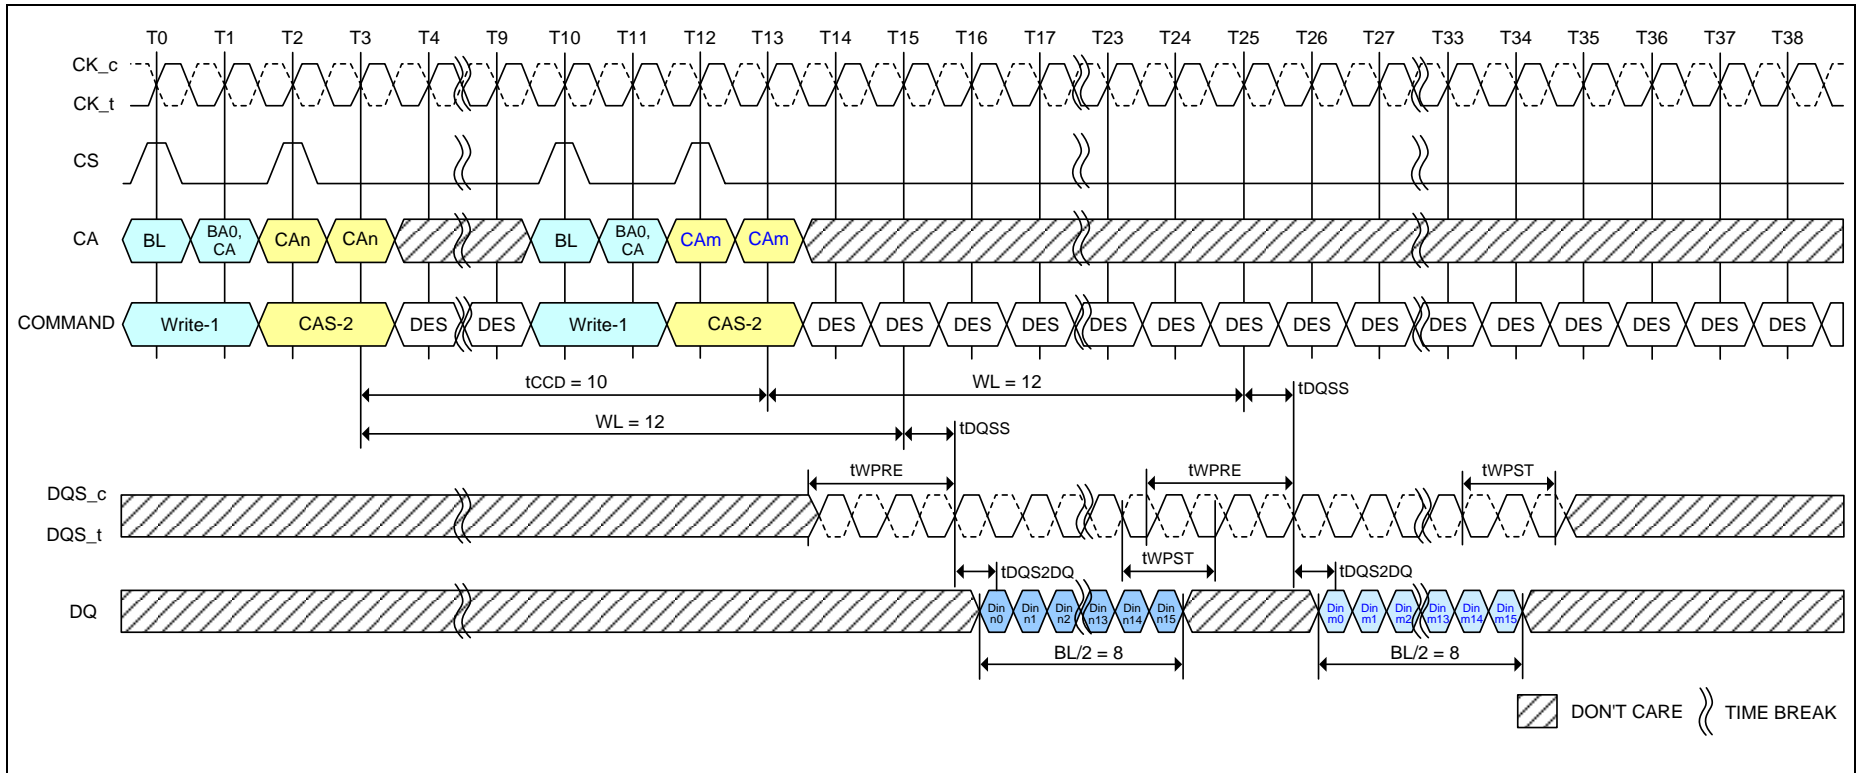 T0 T1 T2 T3 T4 T9 T10 T11 T12 T13 T14 T15 T16 T17 T23 T24 T25 T26 T27 T33 T34 T35 T36 T37 T38
CK_c
CK_t
CS
CA BL BA0, CA CAn CAn BL BA0, CA CAm CAm
COMMAND Write-1 CAS-2 DES DES Write-1 CAS-2 DES DES DES DES DES DES DES DES DES DES DES DES DES DES DES
tCCD = 10 WL = 12 tDQSS
WL = 12 tDQSS
tWPRE tWPRE tWPST
DQS_c
DQS_t
tWPST
tDQS2DQ tDQS2DQ
DQ Din n0 Din n1 Din n2 Din n13 Din n14 Din n15 Din m0 Din m1 Din m2 Din m13 Din m14 Din m15
BL/2 = 8 BL/2 = 8
DON'T CARE TIME BREAK